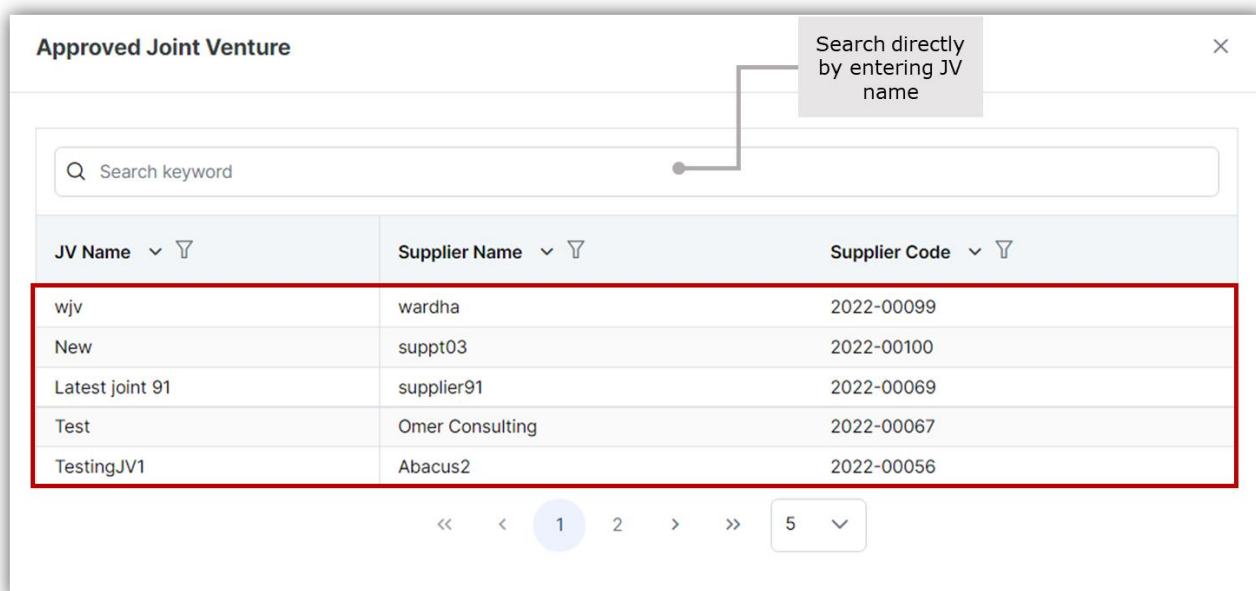 Approved Joint Venture
Search directly
by entering JV
name
Search keyword
JV Name Supplier Name Supplier Code
wjv wardha 2022-00099
New suppt03 2022-00100
Latest joint 91 supplier91 2022-00069
Test Omer Consulting 2022-00067
TestingJV1 Abacus2 2022-00056
1 2 5